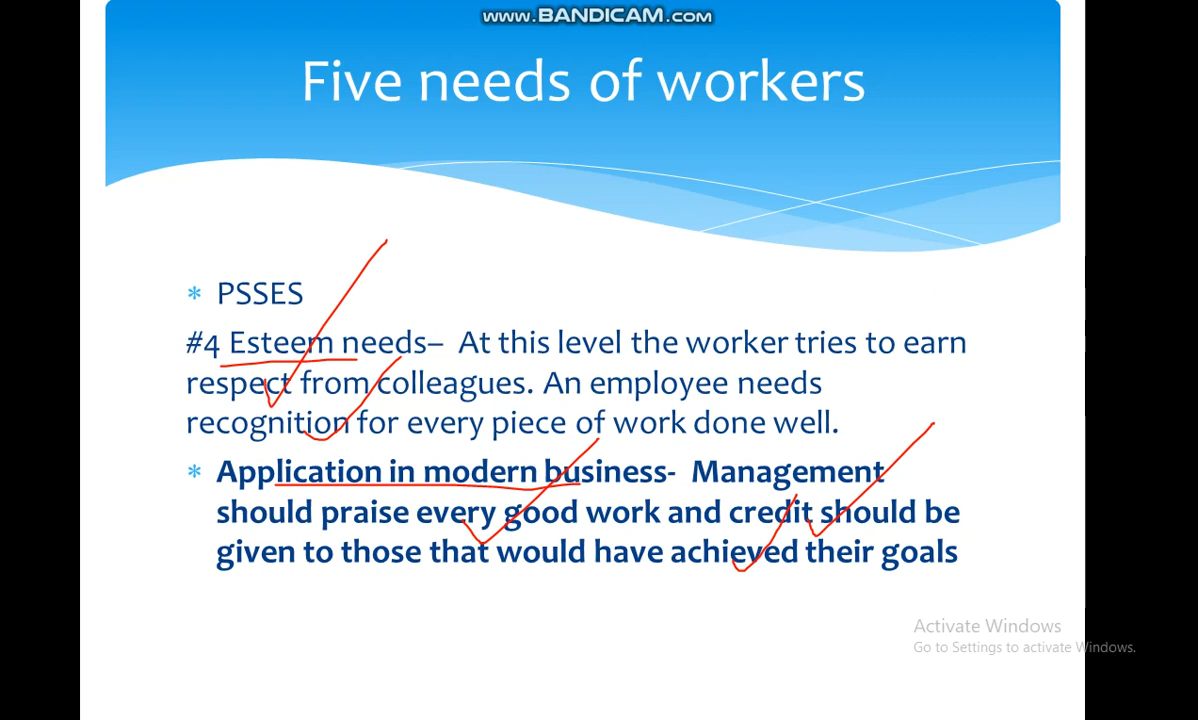 www.BANDICAM.com
Five needs of workers
* PSSES
#4 Esteem needs– At this level the worker tries to earn
respect from colleagues. An employee needs
recognition for every piece of work done well.
* Application in modern business- Management
should praise every good work and credit should be
given to those that would have achieved their goals
Activate Windows
Go to Settings to activate Windows.